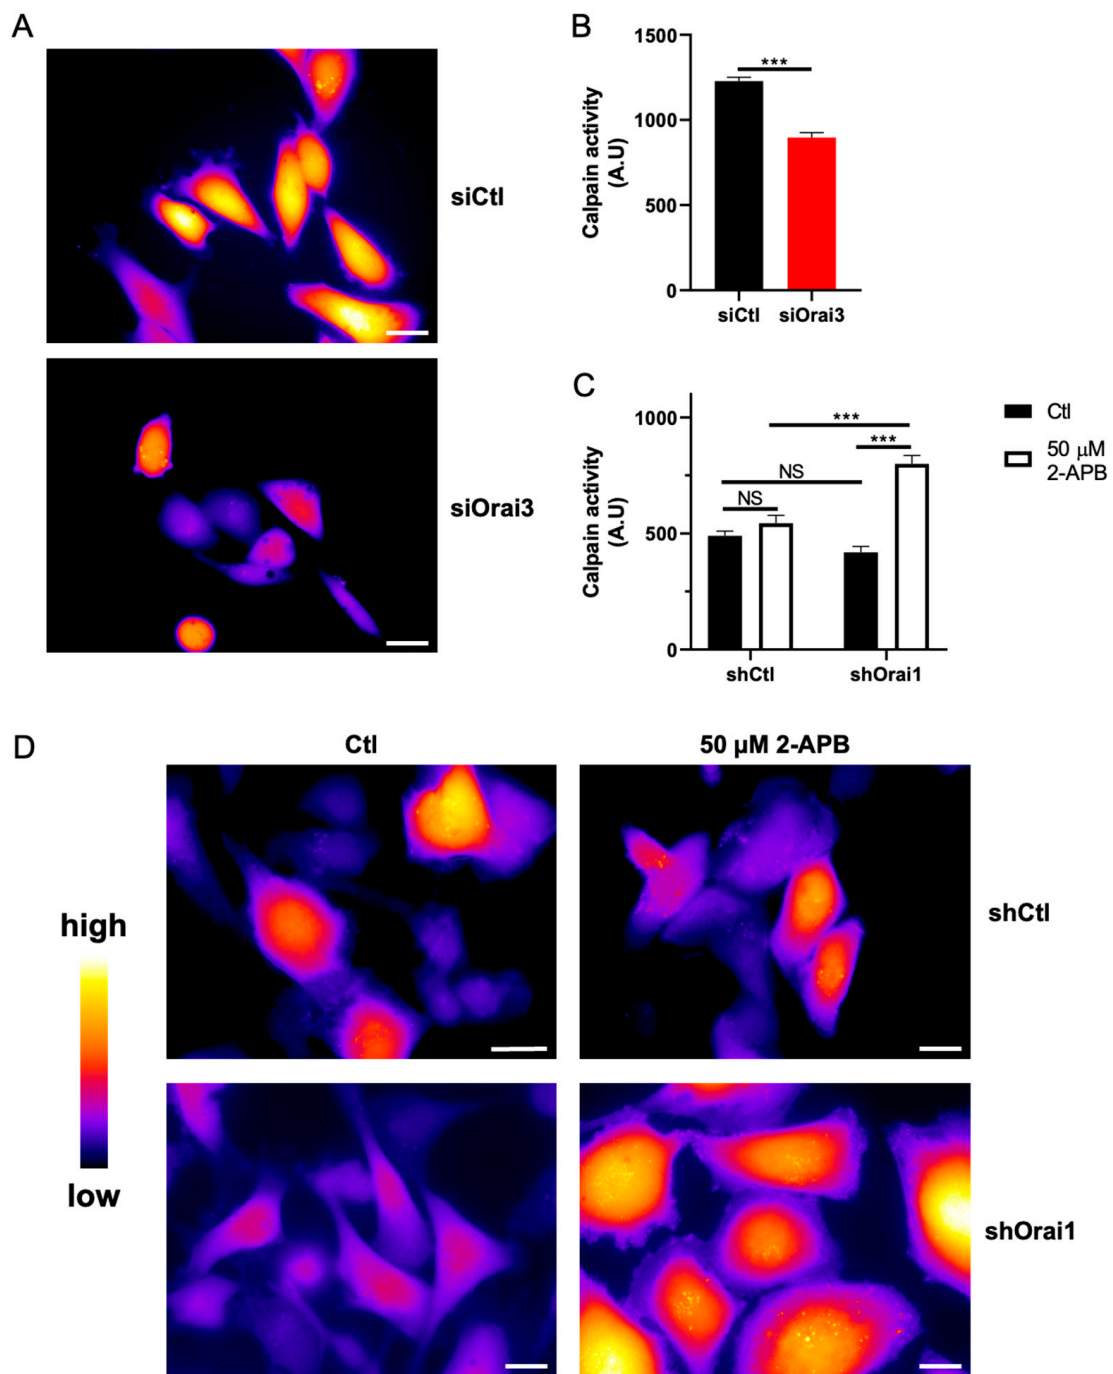 A
siCtl
siOrai3
B
1500
1000
500
0
Calpain activity
(A.U)
***
siCtl
siOrai3
C
1000
500
0
Calpain activity
(A.U)
***
***
NS
NS
shCtl
shOrai1
Ctl
50 μM
2-APB
D
Ctl
50 μM 2-APB
high
low
shCtl
shOrai1